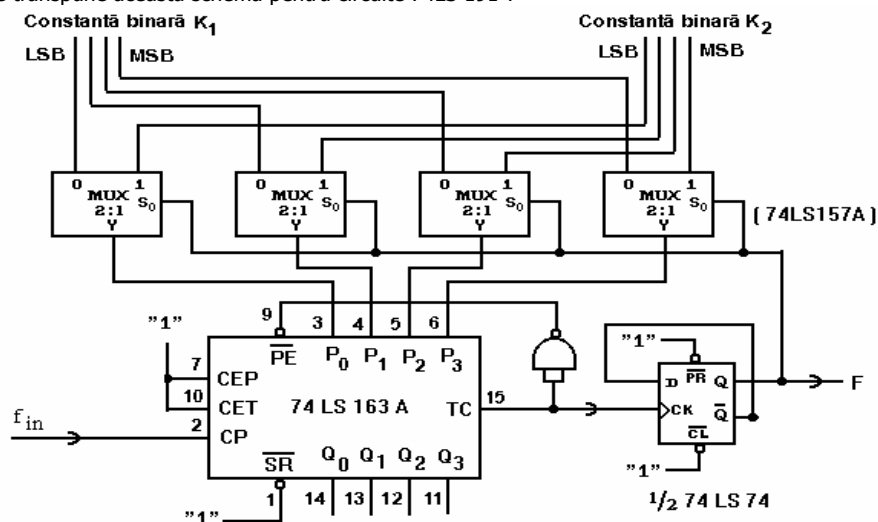 Constantă binară K1
Constantă binară K2
LSB
MSB
LSB
MSB
0
1
MUX
2:1
S0
Y
0
1
MUX
2:1
S0
Y
0
1
MUX
2:1
S0
Y
0
1
MUX
2:1
S0
Y
(74LS157A)
"1"
9
3
4
5
6
PE
P0
P1
P2
P3
7
CEP
10
CET
74 LS 163 A
TC
15
fin
2
CP
SR
Q0
Q1
Q2
Q3
1
14
13
12
11
"1"
"1"
D
PR
Q
F
CK
Q
CL
"1"
1/2 74 LS 74